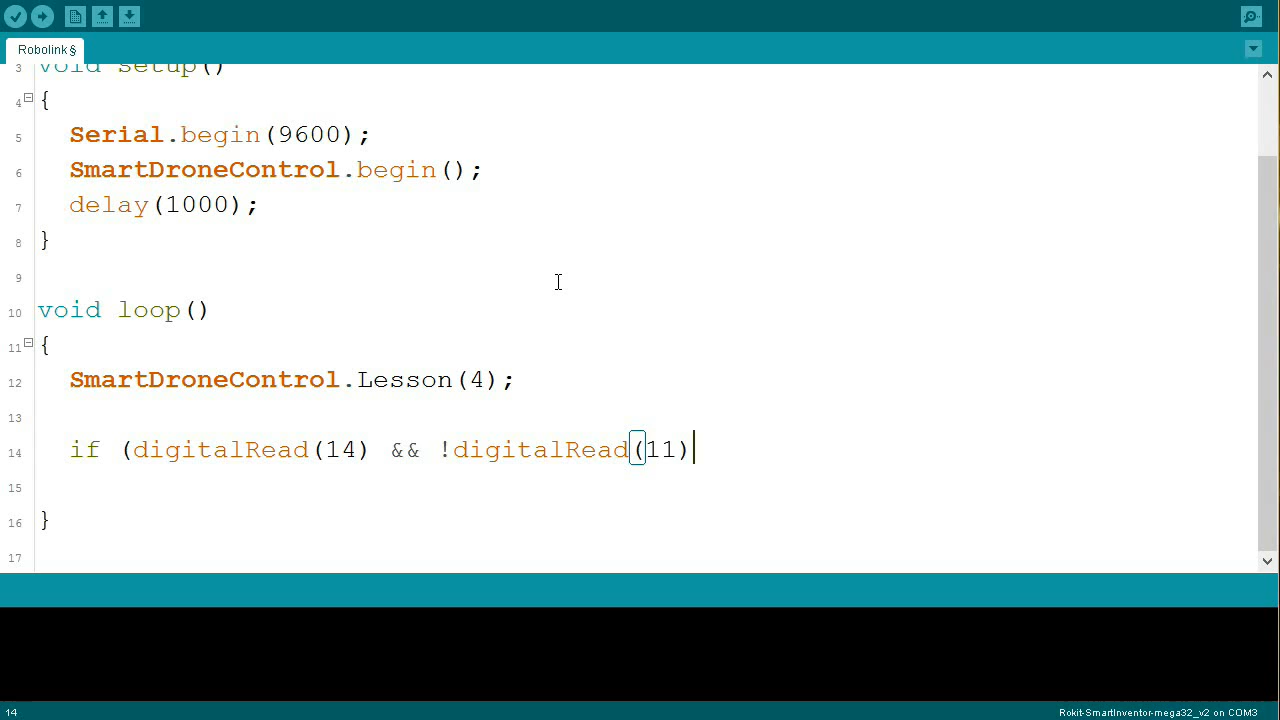 Robolink §
3 void setup()
4 {
5 Serial.begin(9600);
6 SmartDroneControl.begin();
7 delay(1000);
8 }
9
10 void loop()
11 {
12 SmartDroneControl.Lesson(4);
13
14 if (digitalRead(14) && !digitalRead(11)
15
16 }
17
14 Rokit-SmartInventor-mega32_v2 on COM3